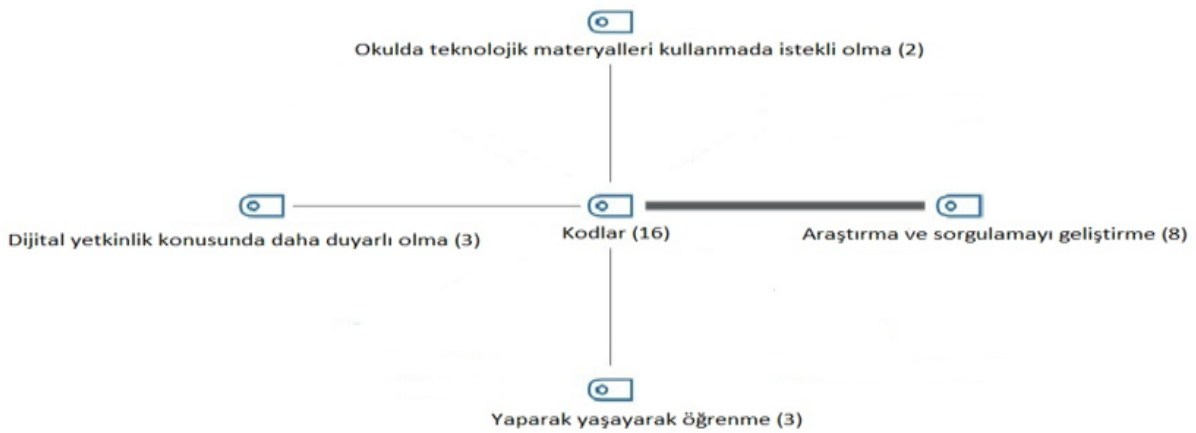 Okulda teknolojik materyalleri kullanmada istekli olma (2)
Dijital yetkinlik konusunda daha duyarlı olma (3)
Kodlar (16)
Araştırma ve sorgulamayı geliştirme (8)
Yaparak yaşayarak öğrenme (3)